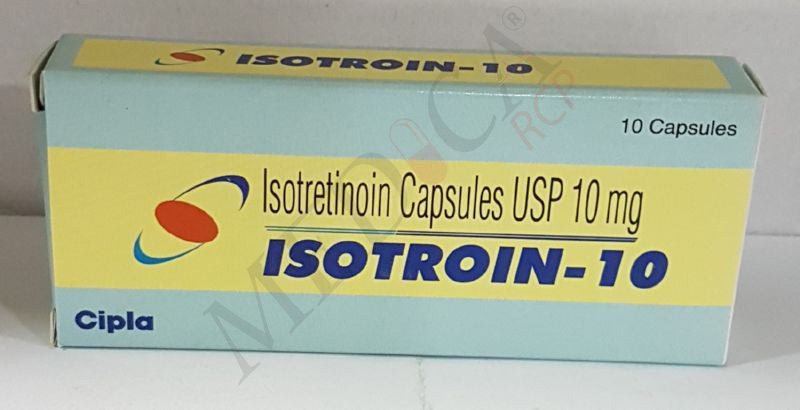 ISOTROIN-10
10 Capsules
Isotretinoin Capsules USP 10 mg
ISOTROIN-10
Cipla
MEDICA RCP
®